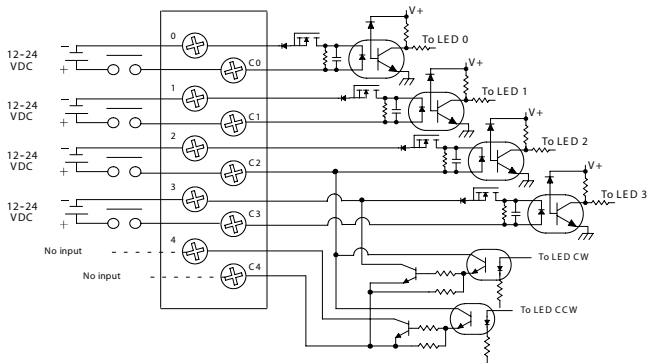 V+
0
To LED 0
12-24
VDC
−
+
C0
V+
1
To LED 1
12-24
VDC
−
+
C1
V+
2
To LED 2
12-24
VDC
−
+
C2
V+
3
To LED 3
12-24
VDC
−
+
C3
No input
4
To LED CW
No input
C4
To LED CCW